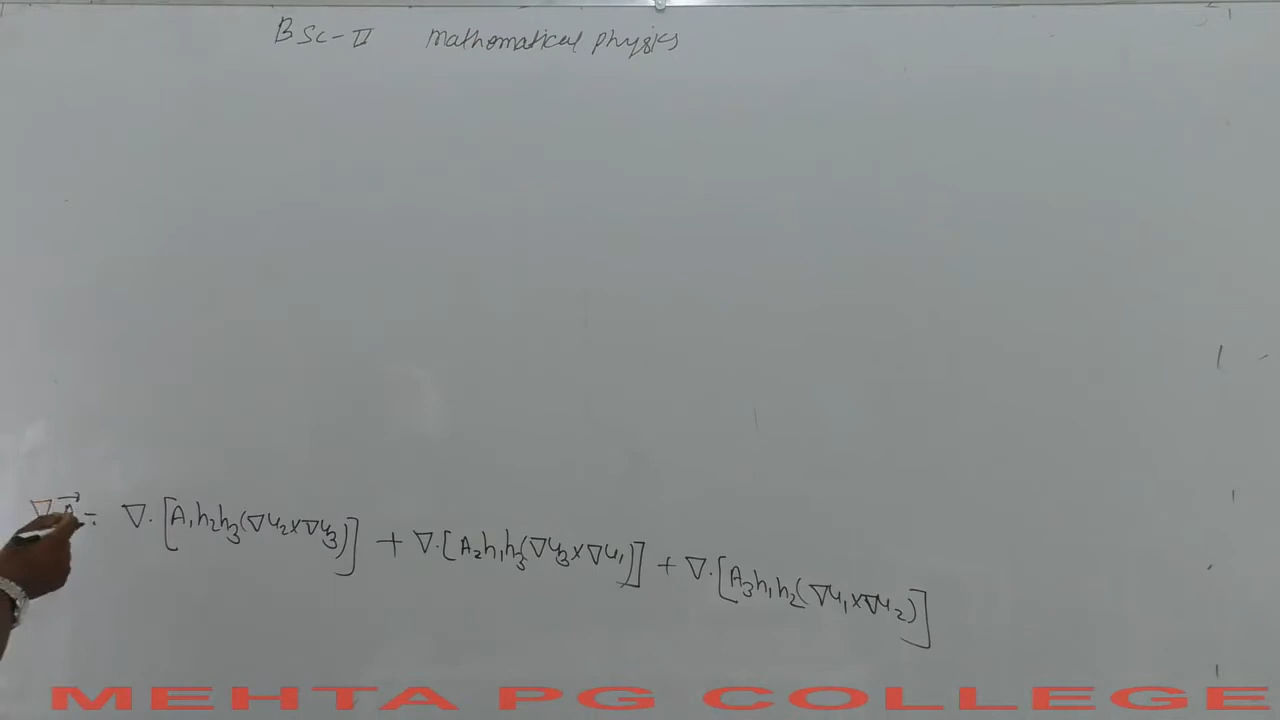 BSc-II mathematical physics
∇·A⃗ = ∇·[A₁h₂h₃(∇u₂×∇u₃)] + ∇·[A₂h₁h₃(∇u₃×∇u₁)] + ∇·[A₃h₁h₂(∇u₁×∇u₂)]
MEHTA PG COLLEGE